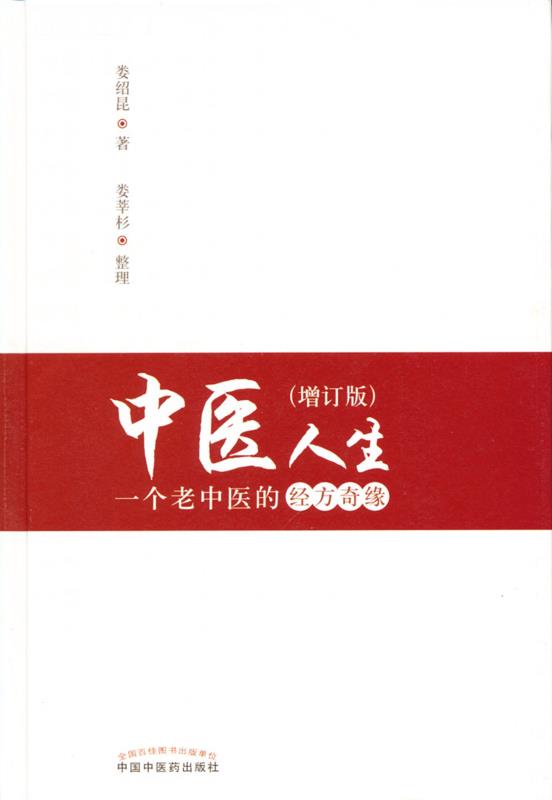 娄绍昆◉著
娄莘杉◉整理
中医人生
（增订版）
一个老中医的经方奇缘
全国百佳图书出版单位
中国中医药出版社